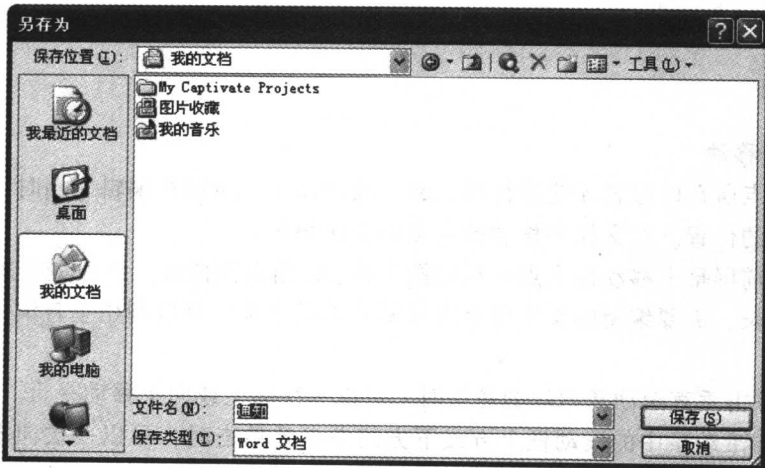 另存为
保存位置(I): 我的文档 工具(L)
My Captivate Projects
图片收藏
我的音乐
我最近的文档
桌面
我的文档
我的电脑
文件名(N): 通知 保存(S)
保存类型(T): Word 文档 取消